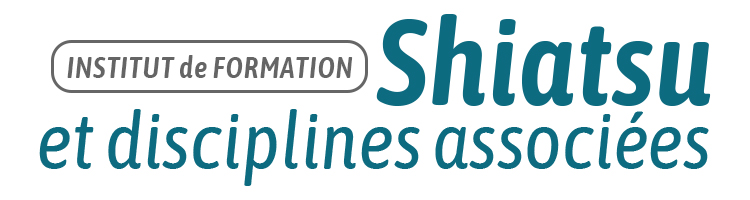 INSTITUT de FORMATION Shiatsu
et disciplines associées